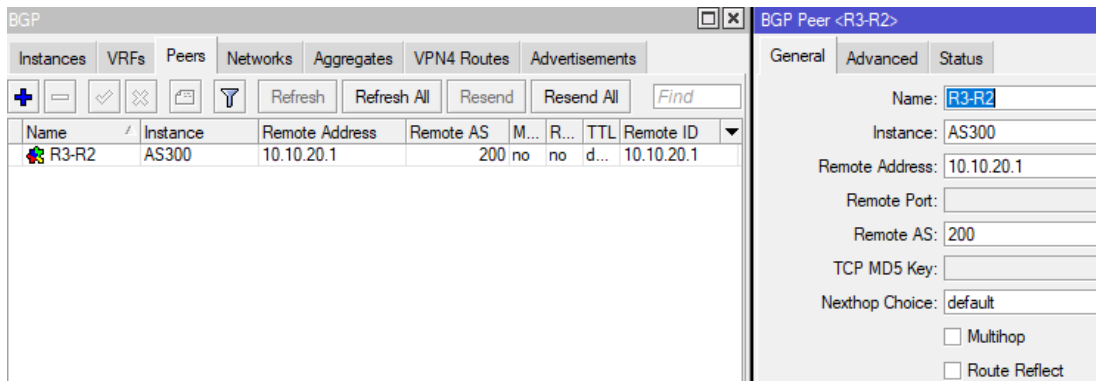 BGP
Instances VRFs Peers Networks Aggregates VPN4 Routes Advertisements
Refresh Refresh All Resend Resend All Find
Name Instance Remote Address Remote AS M... R... TTL Remote ID
R3-R2 AS300 10.10.20.1 200 no no d... 10.10.20.1
BGP Peer <R3-R2>
General Advanced Status
Name: R3-R2
Instance: AS300
Remote Address: 10.10.20.1
Remote Port:
Remote AS: 200
TCP MD5 Key:
Nexthop Choice: default
Multihop
Route Reflect